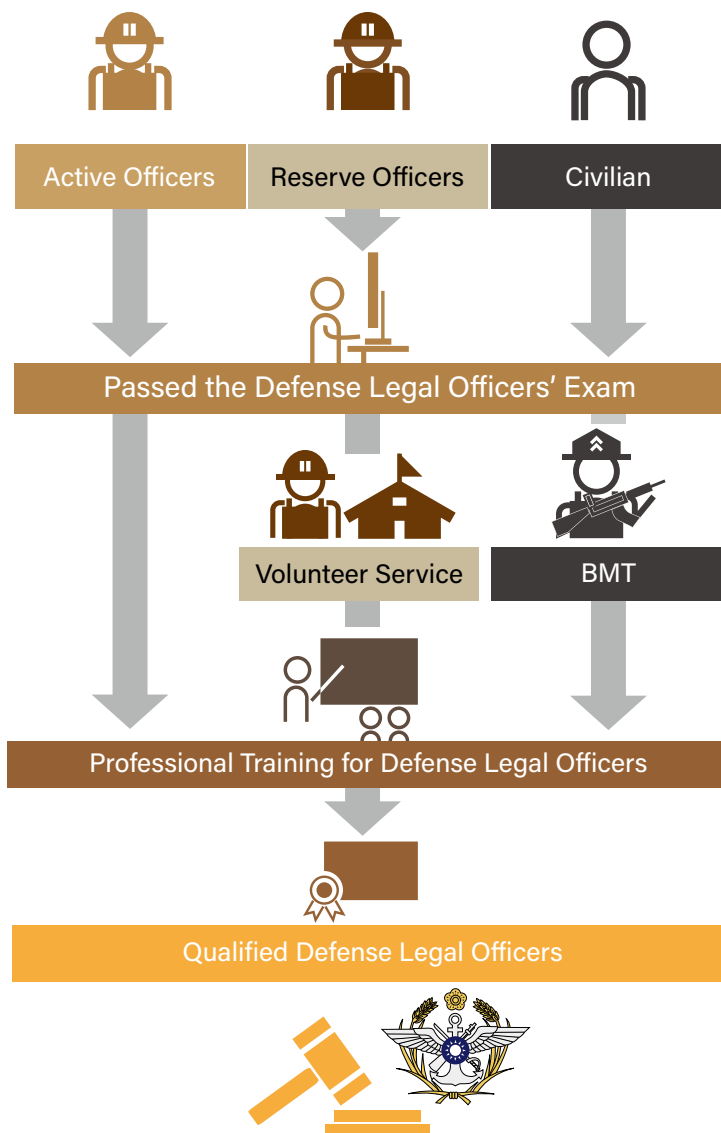 Active Officers
Reserve Officers
Civilian
Passed the Defense Legal Officers’ Exam
Volunteer Service
BMT
Professional Training for Defense Legal Officers
Qualified Defense Legal Officers